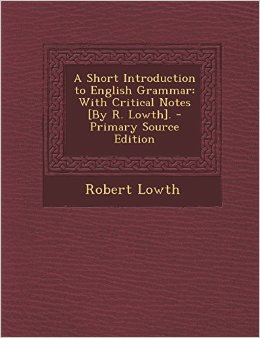 A Short Introduction
to English Grammar:
With Critical Notes
[By R. Lowth]. -
Primary Source
Edition
Robert Lowth